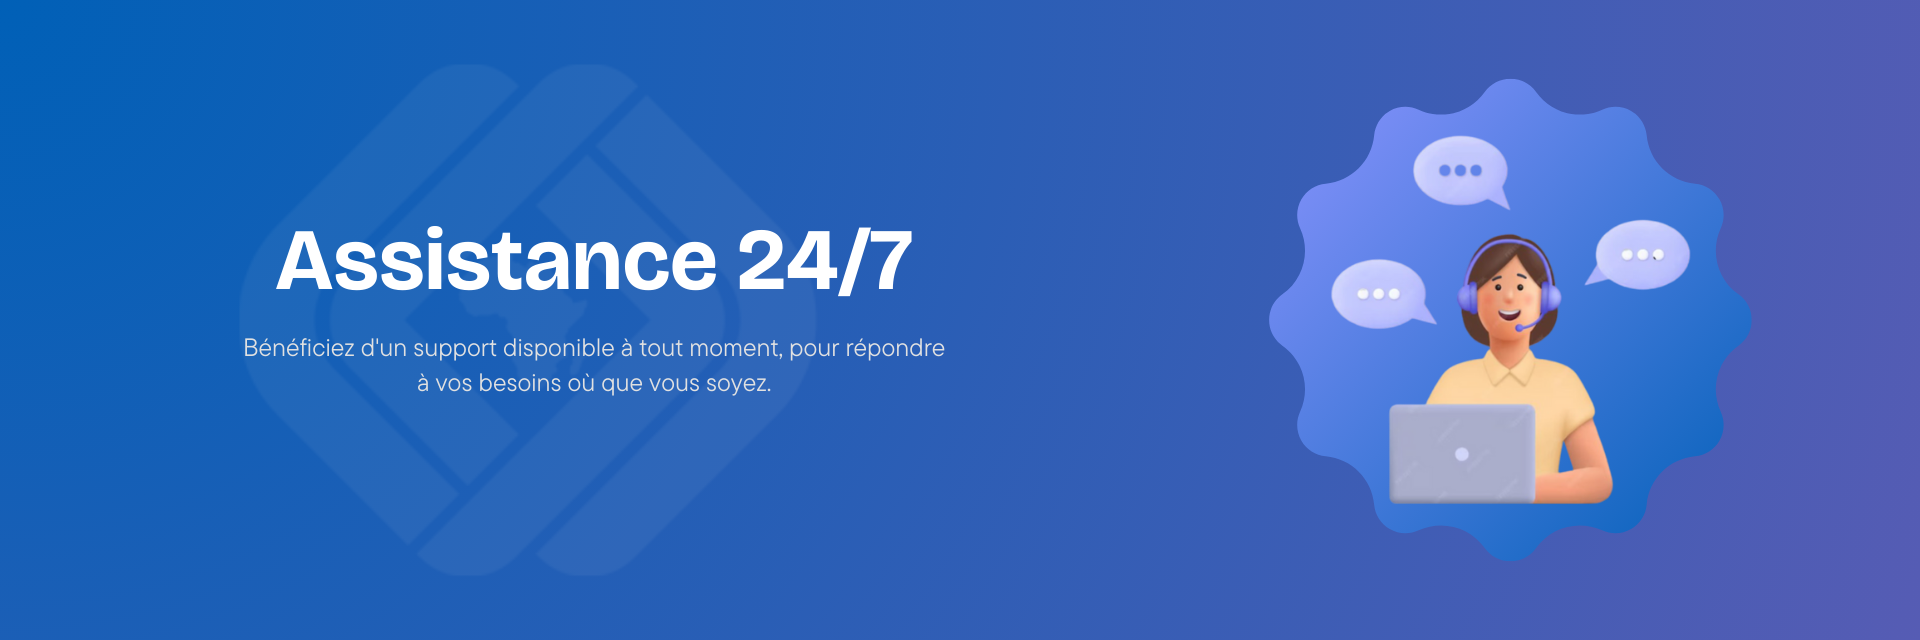 Assistance 24/7
Bénéficiez d'un support disponible à tout moment, pour répondre
à vos besoins où que vous soyez.